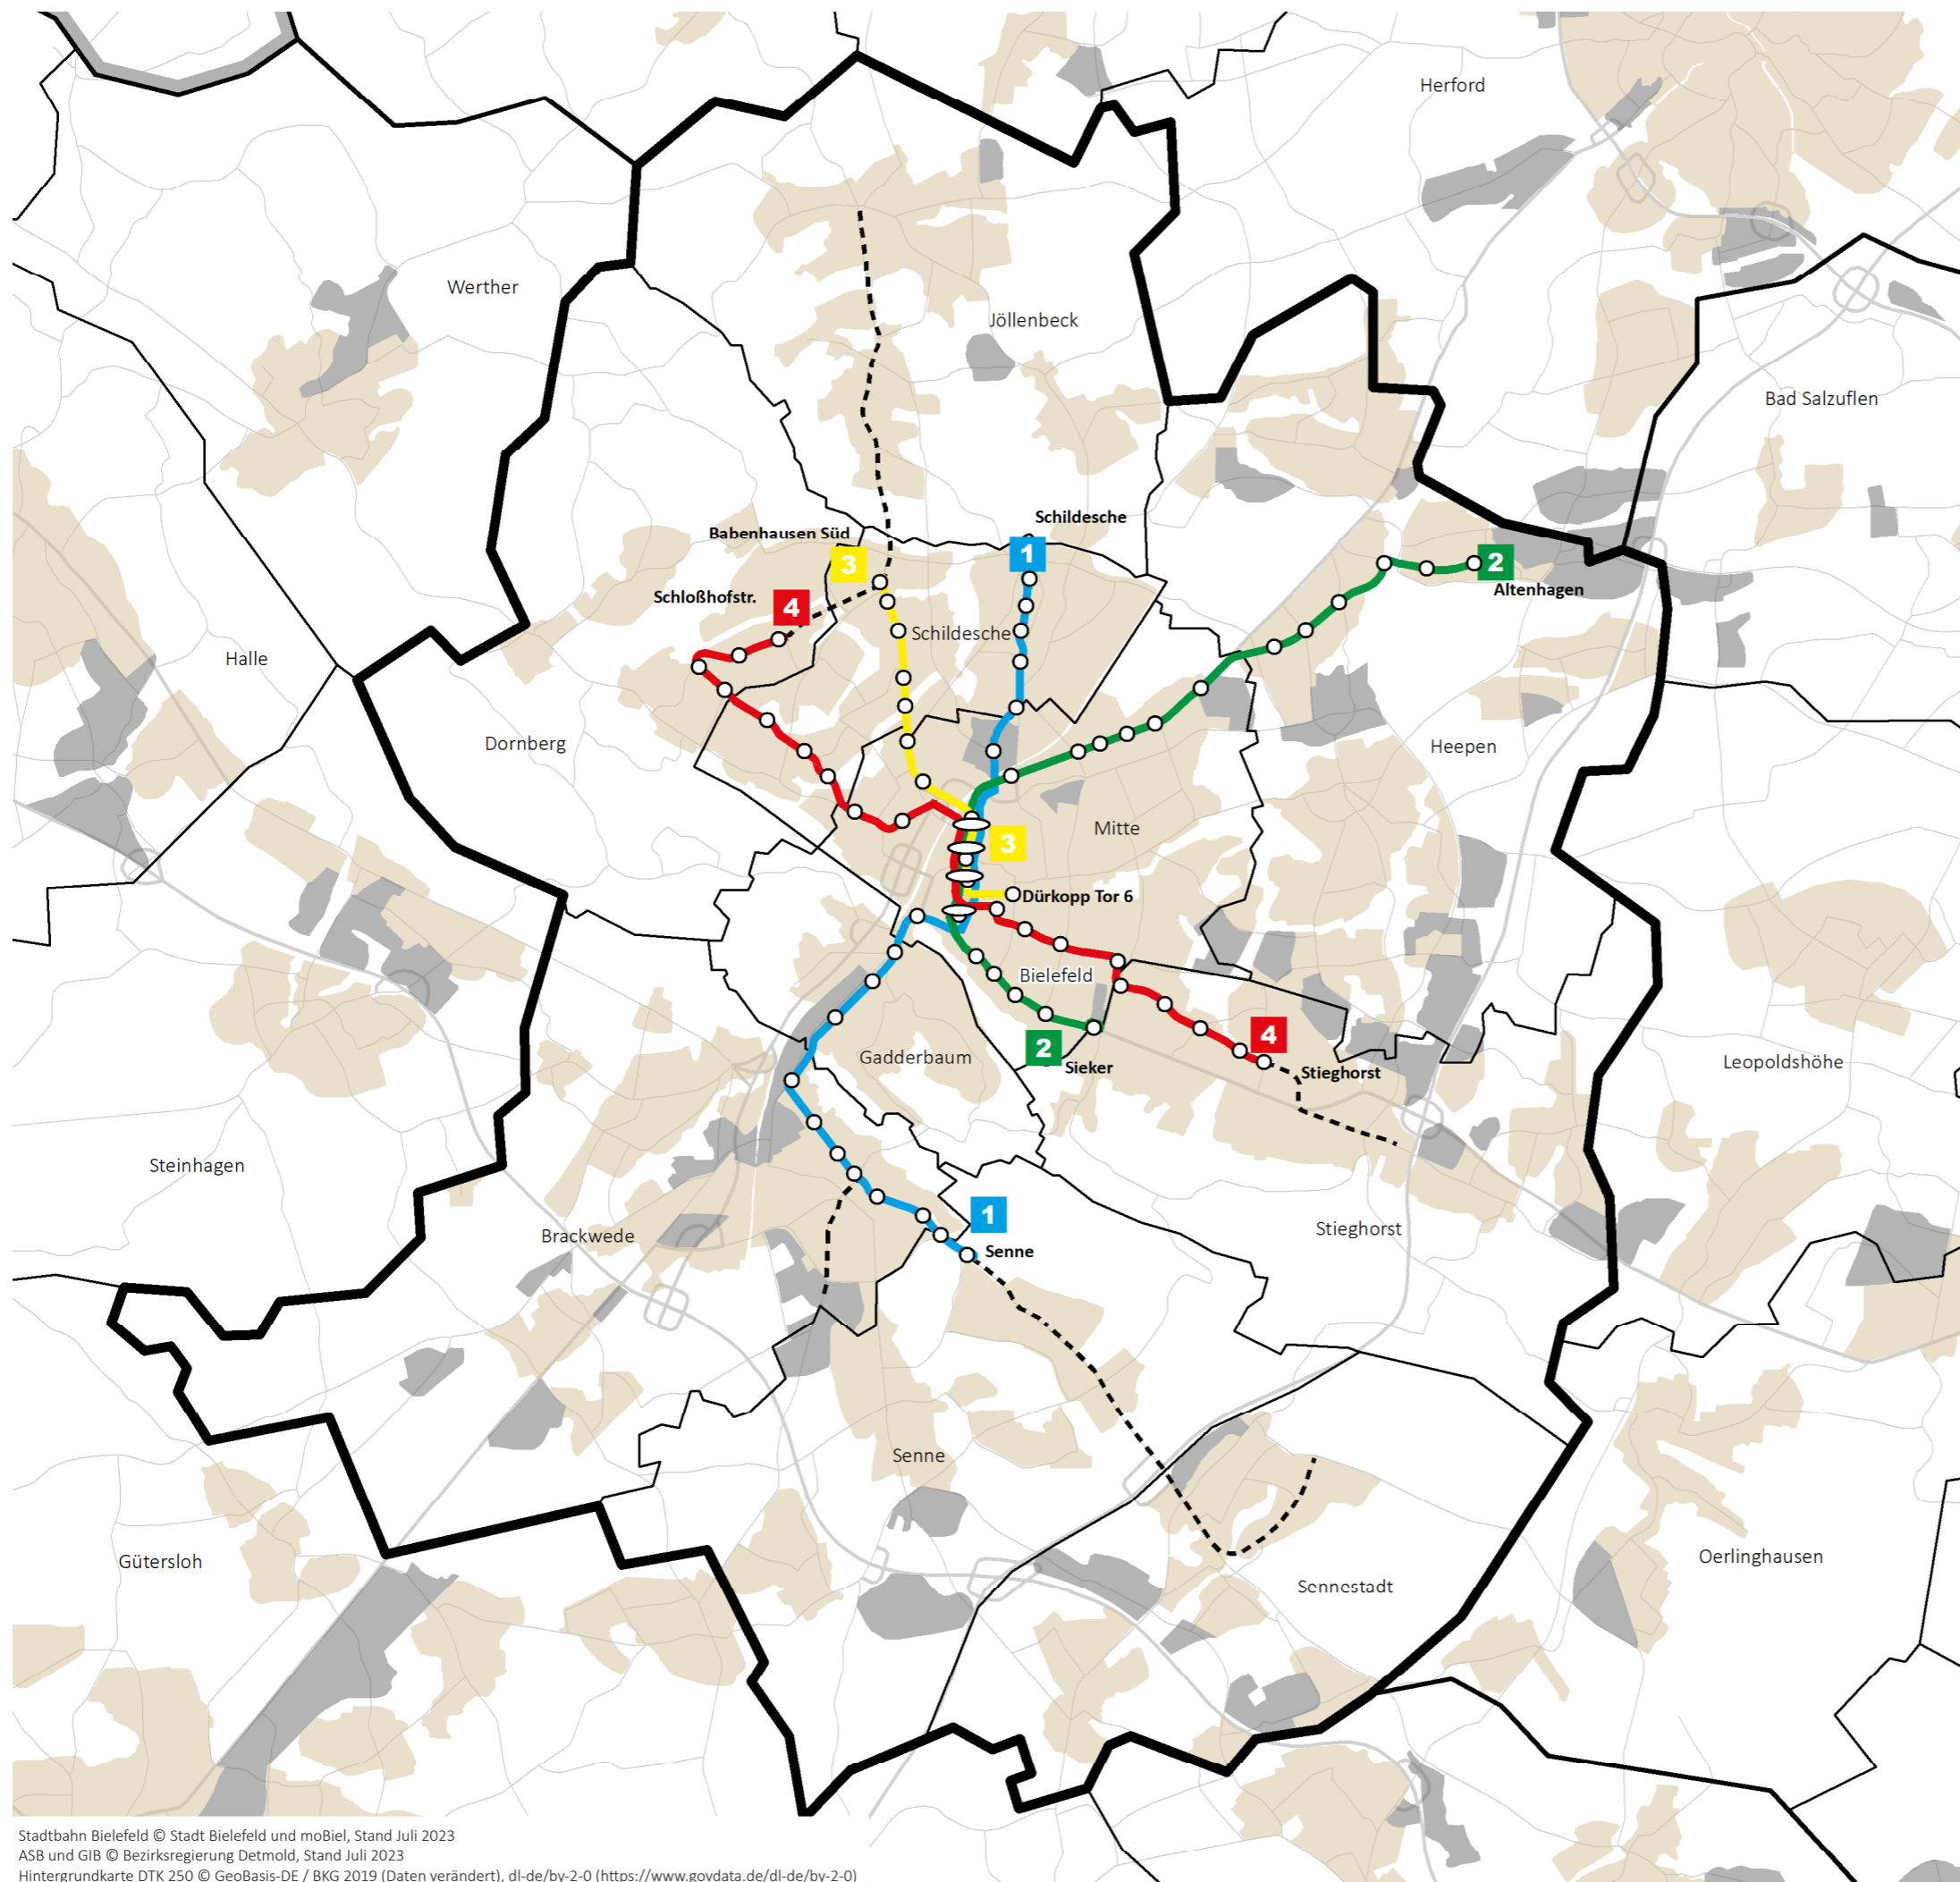 Herford
Werther
Jöllenbeck
Bad Salzuflen
Schildesche
Babenhausen Süd
1
3
2
Altenhagen
Schloßhofstr.
4
Schildesche
Halle
Dornberg
Heepen
Mitte
3
Dürkopp Tor 6
Bielefeld
4
2
Sieker
Stieghorst
Gadderbaum
Leopoldshöhe
Steinhagen
1
Senne
Brackwede
Stieghorst
Senne
Gütersloh
Oerlinghausen
Sennestadt
Stadtbahn Bielefeld © Stadt Bielefeld und moBiel, Stand Juli 2023
ASB und GIB © Bezirksregierung Detmold, Stand Juli 2023
Hintergrundkarte DTK 250 © GeoBasis-DE / BKG 2019 (Daten verändert), dl-de/by-2-0 (https://www.govdata.de/dl-de/by-2-0)